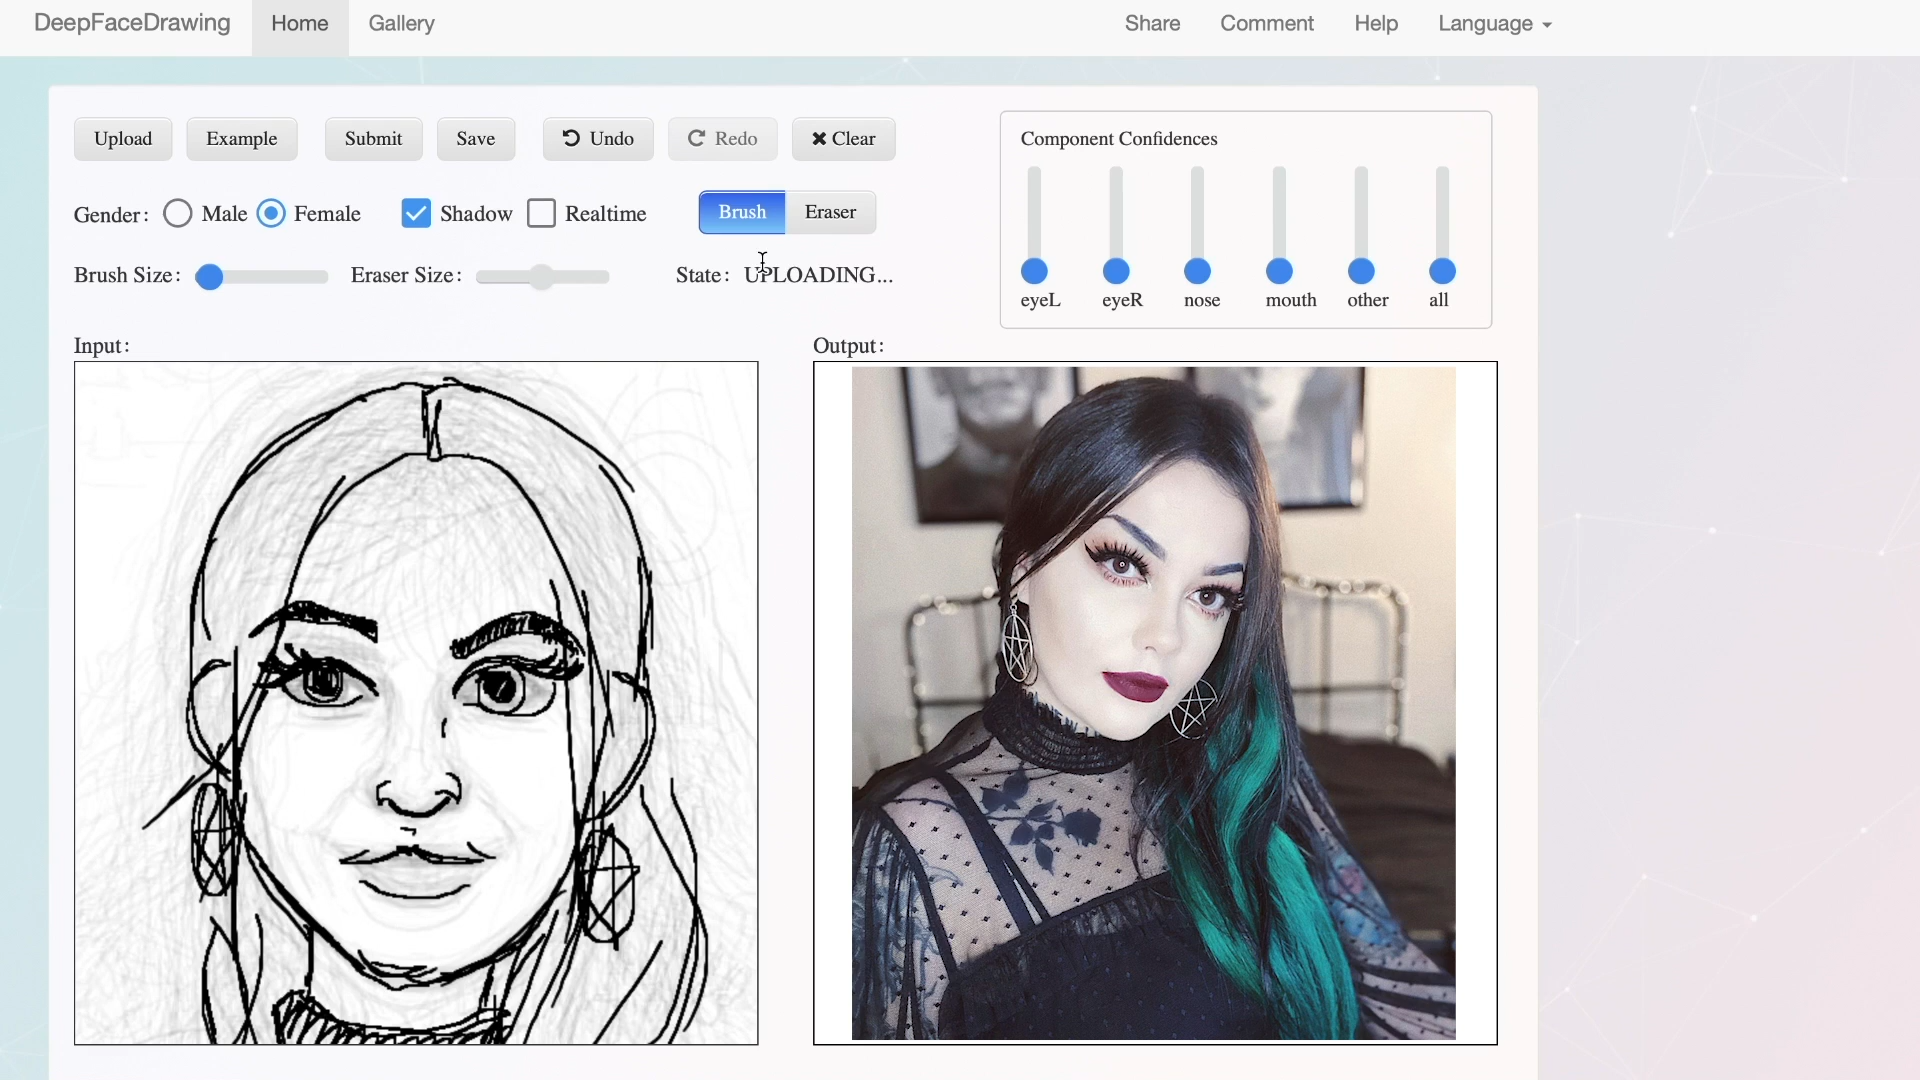 DeepFaceDrawing Home Gallery Share Comment Help Language
Upload Example Submit Save Undo Redo Clear
Component Confidences
Gender: Male Female Shadow Realtime Brush Eraser
Brush Size: Eraser Size: State: UPLOADING...
eyeL eyeR nose mouth other all
Input: Output: